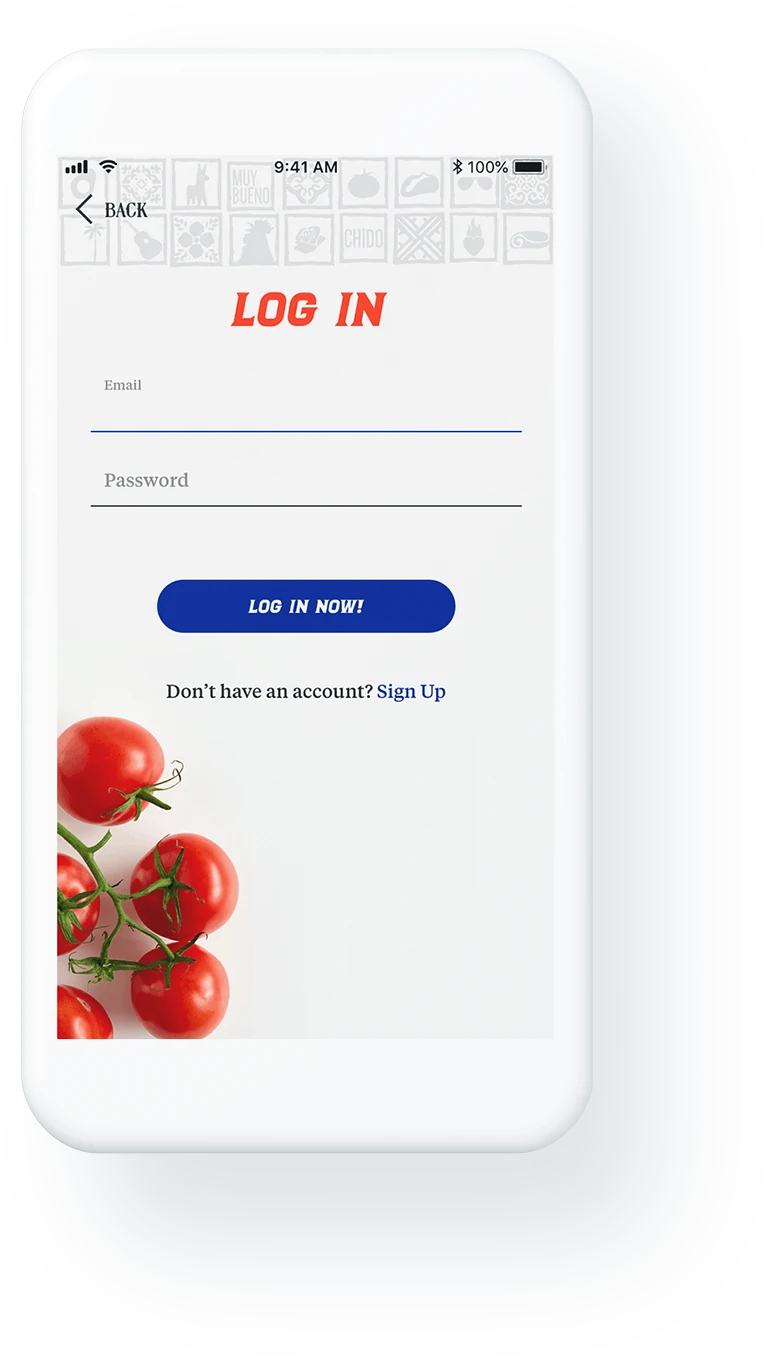 9:41 AM
100%
MUY
BUENO
BACK
CHIDO
LOG IN
Email
Password
LOG IN NOW!
Don’t have an account? Sign Up